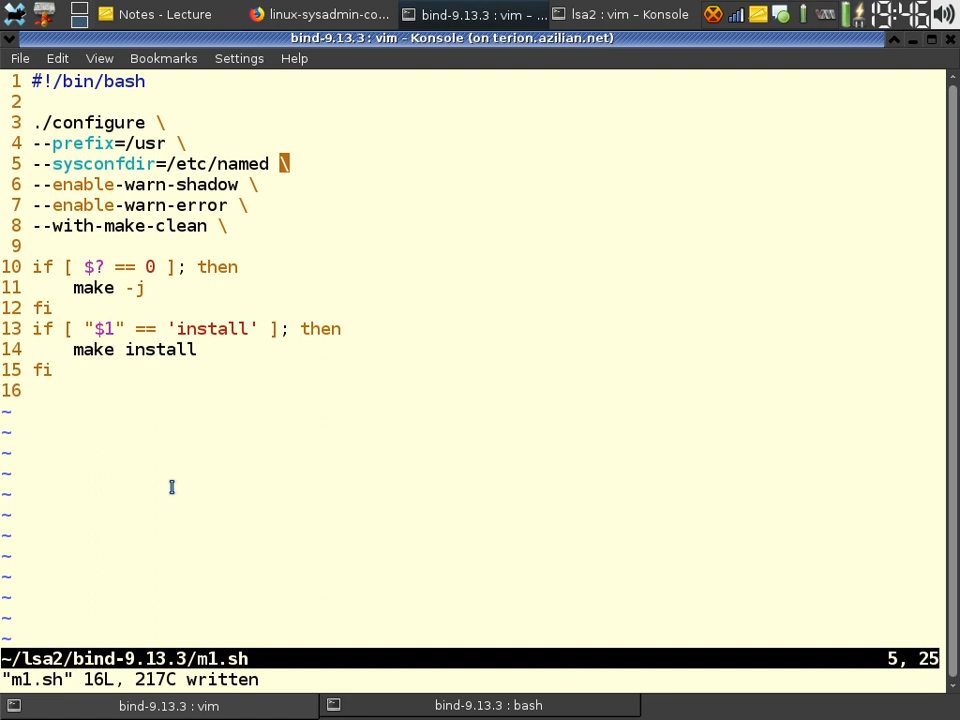 Notes - Lecture
linux-sysadmin-co...
bind-9.13.3 : vim – ...
lsa2 : vim – Konsole
19:46
bind-9.13.3 : vim – Konsole (on terion.azilian.net)
File Edit View Bookmarks Settings Help
1 #!/bin/bash
2
3 ./configure \
4 --prefix=/usr \
5 --sysconfdir=/etc/named \
6 --enable-warn-shadow \
7 --enable-warn-error \
8 --with-make-clean \
9
10 if [ $? == 0 ]; then
11     make -j
12 fi
13 if [ "$1" == 'install' ]; then
14     make install
15 fi
16
~
~
~
~
~
~
~
~
~
~
~
~
~/lsa2/bind-9.13.3/m1.sh 5, 25
"m1.sh" 16L, 217C written
bind-9.13.3 : vim
bind-9.13.3 : bash